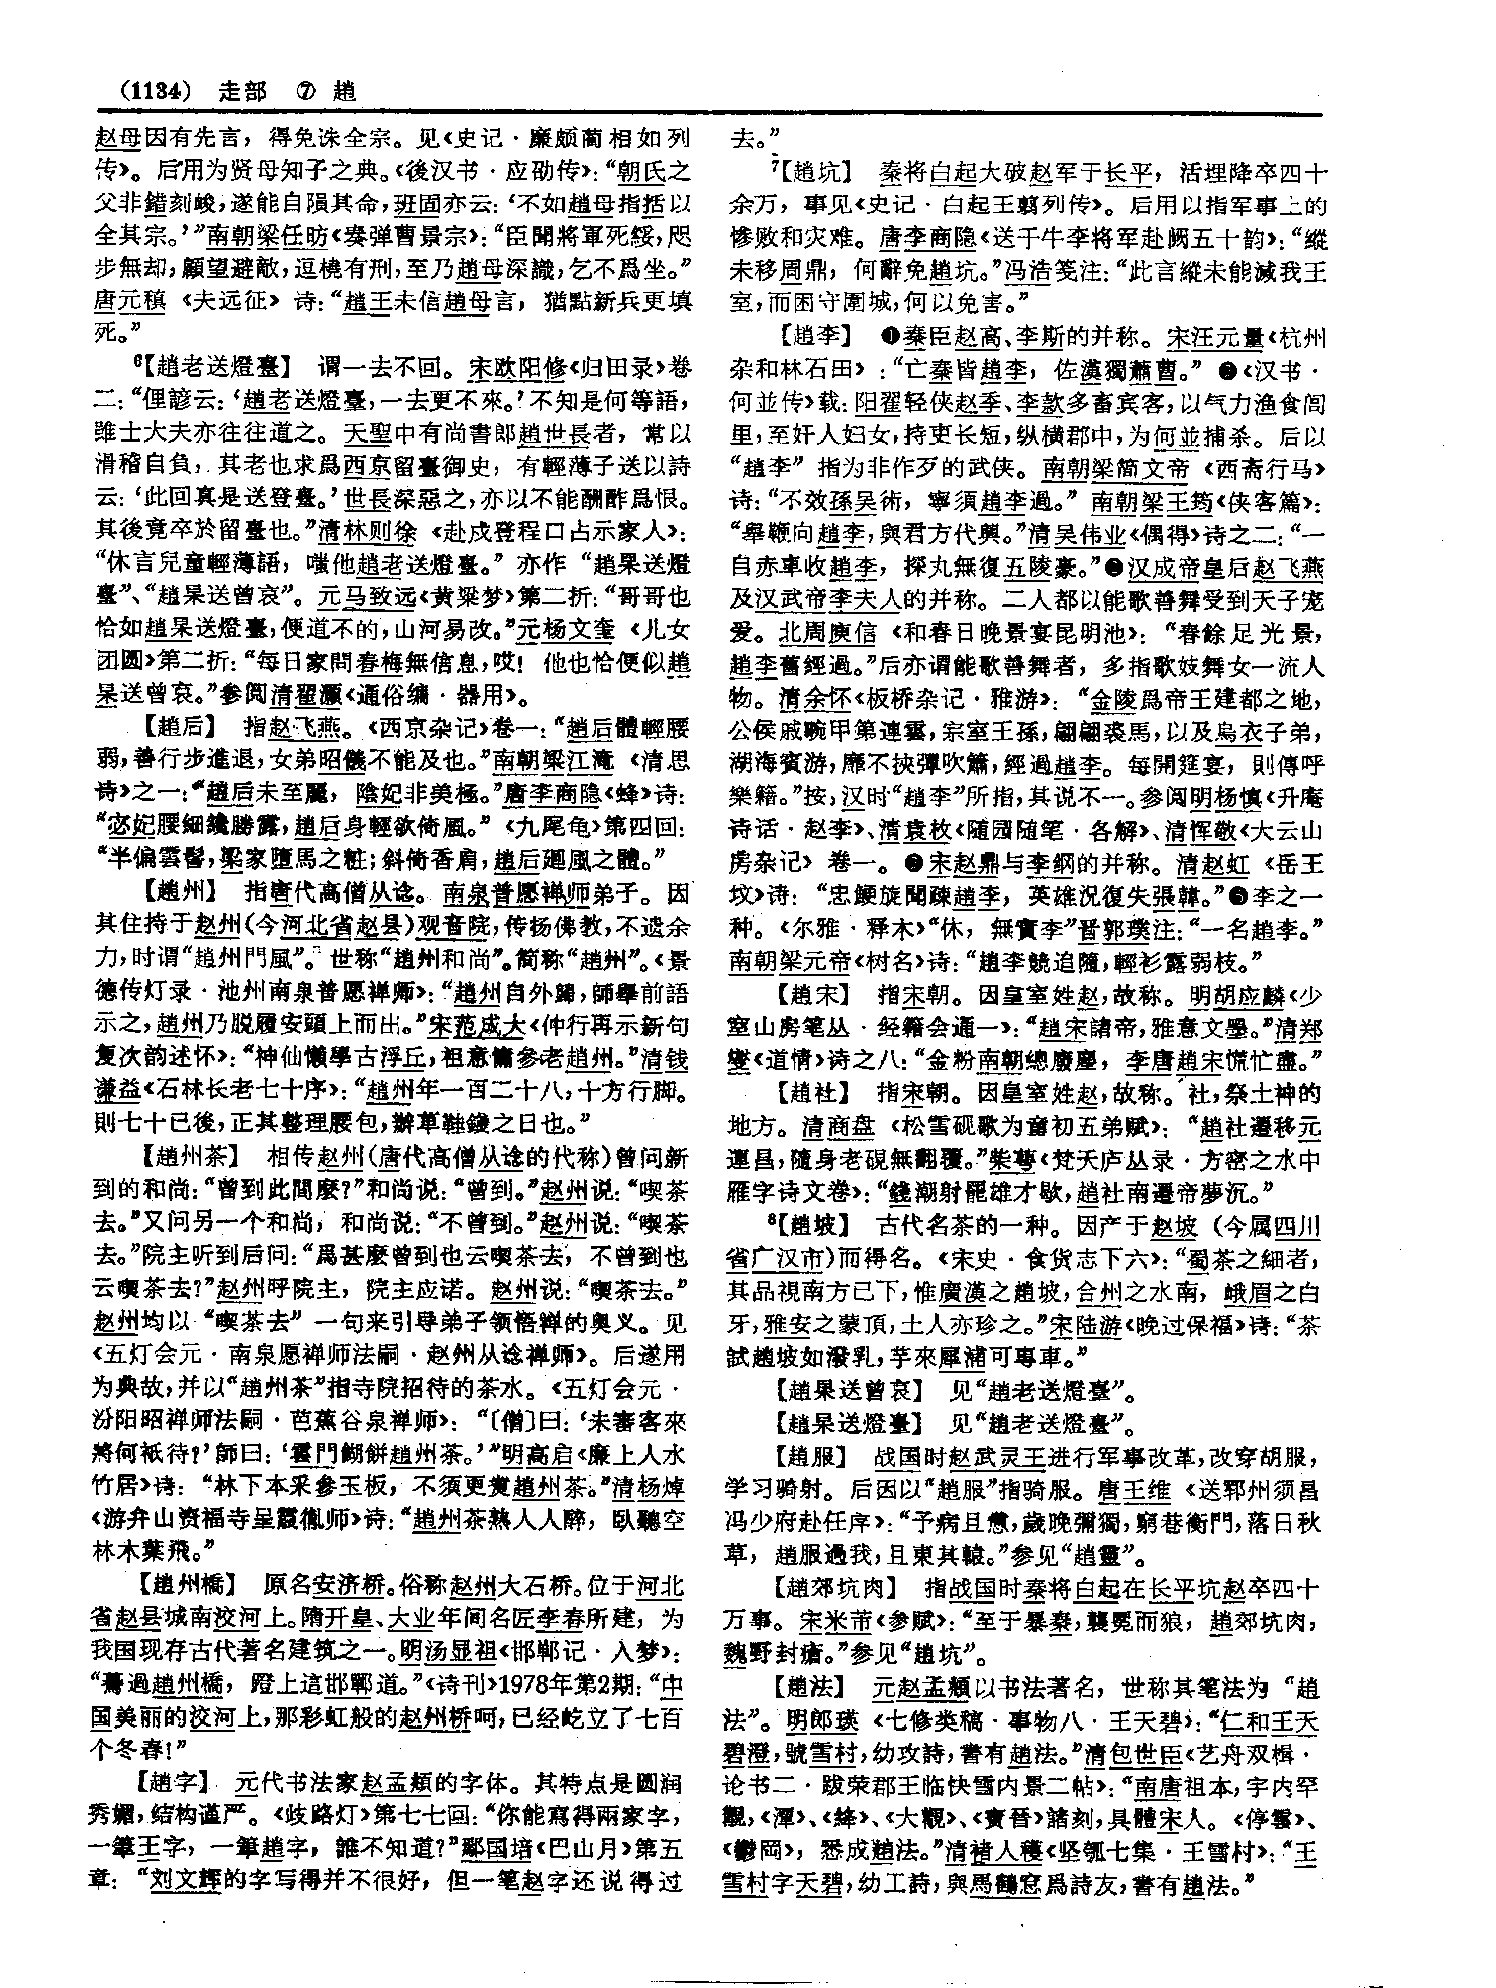 (1134) 走部 ⑦ 趙
赵母因有先言，得免诛全宗。见《史记·廉颇蔺相如列
传》。后用为贤母知子之典。《後汉书·应劭传》：“朝氏之
父非錯刻峻，遂能自隕其命，班固亦云：‘不如趙母指括以
全其宗。’”南朝梁任昉《奏弹曹景宗》：“臣聞將軍死綏，咫
步無却，顧望避敵，逗橈有刑，至乃趙母深識，乞不爲坐。”
唐元稹《夫远征》诗：“趙王未信趙母言，猶點新兵更填
死。”
⁶【趙老送燈臺】 谓一去不回。宋欧阳修《归田录》卷
二：“俚諺云：‘趙老送燈臺，一去更不來。’不知是何等語，
雖士大夫亦往往道之。天聖中有尚書郎趙世長者，常以
滑稽自負，其老也求爲西京留臺御史，有輕薄子送以詩
云：‘此回真是送登臺。’世長深惡之，亦以不能酬酢爲恨。
其後竟卒於留臺也。”清林则徐《赴戍登程口占示家人》：
“休言兒童輕薄語，嗤他趙老送燈臺。”亦作“趙杲送燈
臺”、“趙杲送曾哀”。元马致远《黄粱梦》第二折：“哥哥也
恰如趙杲送燈臺，便道不的，山河易改。”元杨文奎《儿女
团圆》第二折：“每日家問春梅無信息，哎！他也恰便似趙
杲送曾哀。”参阅清翟灏《通俗编·器用》。
【趙后】 指赵飞燕。《西京杂记》卷一：“趙后體輕腰
弱，善行步進退，女弟昭儀不能及也。”南朝梁江淹《清思
诗》之一：“趙后未至麗，陰妃非美極。”唐李商隐《蜂》诗：
“宓妃腰細纔勝露，趙后身輕欲倚風。”《九尾龟》第四回：
“半偏雲髻，梁家墮馬之粧；斜倚香肩，趙后迴風之體。”
【趙州】 指唐代高僧从谂。南泉普愿禅师弟子。因
其住持于赵州(今河北省赵县)观音院，传扬佛教，不遗余
力，时谓“趙州門風”。世称“趙州和尚”。简称“趙州”。《景
德传灯录·池州南泉普愿禅师》：“趙州自外歸，師舉前語
示之，趙州乃脱履安頭上而出。”宋范成大《仲行再示新句
复次韵述怀》：“神仙懶學古浮丘，祖意慵參老趙州。”清钱
谦益《石林长老七十序》：“趙州年一百二十八，十方行脚。
則七十已後，正其整理腰包，辦草鞋錢之日也。”
【趙州茶】 相传赵州(唐代高僧从谂的代称)曾问新
到的和尚：“曾到此間麽？”和尚说：“曾到。”赵州说：“喫茶
去。”又问另一个和尚，和尚说：“不曾到。”赵州说：“喫茶
去。”院主听到后问：“爲甚麽曾到也云喫茶去，不曾到也
云喫茶去？”赵州呼院主，院主应诺。赵州说：“喫茶去。”
赵州均以“喫茶去”一句来引导弟子领悟禅的奥义。见
《五灯会元·南泉愿禅师法嗣·赵州从谂禅师》。后遂用
为典故，并以“趙州茶”指寺院招待的茶水。《五灯会元·
汾阳昭禅师法嗣·芭蕉谷泉禅师》：“〔僧〕曰：‘未審客來
將何祗待？’師曰：‘雲門餬餅趙州茶。’”明高启《廉上人水
竹居》诗：“林下本采參玉板，不須更賣趙州茶。”清杨焯
《游弁山资福寺呈霞胤师》诗：“趙州茶熟人人醉，臥聽空
林木葉飛。”
【趙州橋】 原名安济桥。俗称赵州大石桥。位于河北
省赵县城南洨河上。隋开皇、大业年间名匠李春所建，为
我国现存古代著名建筑之一。明汤显祖《邯郸记·入梦》：
“驀過趙州橋，蹬上這邯鄲道。”《诗刊》1978年第2期：“中
国美丽的洨河上，那彩虹般的赵州桥呵，已经屹立了七百
个冬春！”
【趙字】 元代书法家赵孟頫的字体。其特点是圆润
秀媚，结构谨严。《歧路灯》第七七回：“你能寫得兩家字，
一筆王字，一筆趙字，誰不知道？”鄢国培《巴山月》第五
章：“刘文辉的字写得并不很好，但一笔赵字还说得过
去。”
⁷【趙坑】 秦将白起大破赵军于长平，活埋降卒四十
余万，事见《史记·白起王翦列传》。后用以指军事上的
惨败和灾难。唐李商隐《送千牛李将军赴阙五十韵》：“縱
未移周鼎，何辭免趙坑。”冯浩笺注：“此言縱未能滅我王
室，而困守圍城，何以免害。”
【趙李】 ❶秦臣赵高、李斯的并称。宋汪元量《杭州
杂和林石田》：“亡秦皆趙李，佐漢獨蕭曹。”❷《汉书·
何並传》载：阳翟轻侠赵季、李款多畜宾客，以气力渔食闾
里，至奸人妇女，持吏长短，纵横郡中，为何並捕杀。后以
“趙李”指为非作歹的武侠。南朝梁简文帝《西斋行马》
诗：“不效孫吴術，寧須趙李過。”南朝梁王筠《侠客篇》：
“舉鞭向趙李，與君方代興。”清吴伟业《偶得》诗之二：“一
自赤車收趙李，探丸無復五陵豪。”❸汉成帝皇后赵飞燕
及汉武帝李夫人的并称。二人都以能歌善舞受到天子宠
爱。北周庾信《和春日晚景宴昆明池》：“春餘足光景，
趙李舊經過。”后亦谓能歌善舞者，多指歌妓舞女一流人
物。清余怀《板桥杂记·雅游》：“金陵爲帝王建都之地，
公侯戚畹甲第連雲，宗室王孫，翩翩裘馬，以及烏衣子弟，
湖海賓游，靡不挾彈吹簫，經過趙李。每開筵宴，則傳呼
樂籍。”按，汉时“趙李”所指，其说不一。参阅明杨慎《升庵
诗话·赵李》、清袁枚《随园随笔·各解》、清恽敬《大云山
房杂记》卷一。❹宋赵鼎与李纲的并称。清赵虹《岳王
坟》诗：“忠鯁旋聞疎趙李，英雄況復失張韓。”❺李之一
种。《尔雅·释木》“休，無實李”晋郭璞注：“一名趙李。”
南朝梁元帝《树名》诗：“趙李競追隨，輕衫露弱枝。”
【趙宋】 指宋朝。因皇室姓赵，故称。明胡应麟《少
室山房笔丛·经籍会通一》：“趙宋諸帝，雅意文墨。”清郑
燮《道情》诗之八：“金粉南朝總廢塵，李唐趙宋慌忙盡。”
【趙社】 指宋朝。因皇室姓赵，故称。社，祭土神的
地方。清商盘《松雪砚歌为童初五弟赋》：“趙社遷移元
運昌，隨身老硯無翻覆。”柴萼《梵天庐丛录·方密之水中
雁字诗文卷》：“錢潮射罷雄才歇，趙社南遷帝夢沉。”
⁸【趙坡】 古代名茶的一种。因产于赵坡（今属四川
省广汉市)而得名。《宋史·食货志下六》：“蜀茶之細者，
其品視南方已下，惟廣漢之趙坡，合州之水南，峨眉之白
牙，雅安之蒙頂，土人亦珍之。”宋陆游《晚过保福》诗：“茶
試趙坡如潑乳，芋來犀浦可專車。”
【趙杲送曾哀】 见“趙老送燈臺”。
【趙杲送燈臺】 见“趙老送燈臺”。
【趙服】 战国时赵武灵王进行军事改革，改穿胡服，
学习骑射。后因以“趙服”指骑服。唐王维《送郓州须昌
冯少府赴任序》：“予病且憊，歲晚彌獨，窮巷衡門，落日秋
草，趙服過我，且東其轅。”参见“趙靈”。
【趙郊坑肉】 指战国时秦将白起在长平坑赵卒四十
万事。宋米芾《参赋》：“至于暴秦，襲冕而狼，趙郊坑肉，
魏野封瘡。”参见“趙坑”。
【趙法】 元赵孟頫以书法著名，世称其笔法为“趙
法”。明郎瑛《七修类稿·事物八·王天碧》：“仁和王天
碧澄，號雪村，幼攻詩，書有趙法。”清包世臣《艺舟双楫·
论书二·跋荣郡王临快雪内景二帖》：“南唐祖本，宇内罕
觀，《潭》、《絳》、《大觀》、《寶晉》諸刻，具體宋人。《停雲》、
《鬱岡》，悉成趙法。”清褚人穫《坚瓠七集·王雪村》：“王
雪村字天碧，幼工詩，與馬鶴窓爲詩友，書有趙法。”